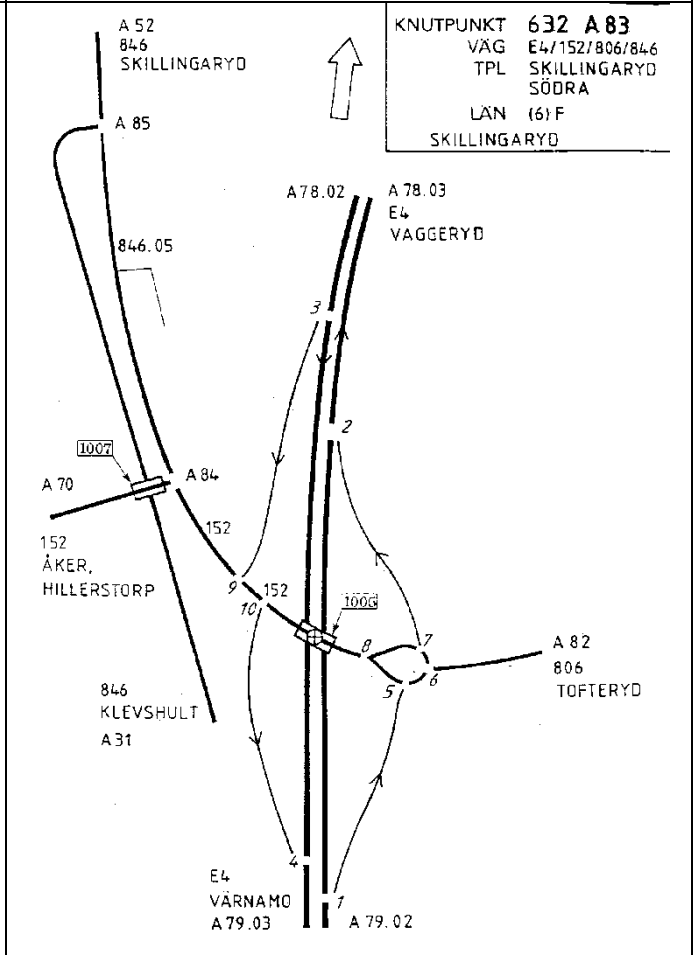 KNUTPUNKT 632 A83
VÄG E4/152/806/846
TPL SKILLINGARYD
SÖDRA
LÄN (6) F
SKILLINGARYD
A 52
846
SKILLINGARYD
A 85
A 78.02
A 78.03
E4
VAGGERYD
846.05
3
2
1007
A 84
A 70
152
152
ÅKER,
HILLERSTORP
9
152
10
1006
8
7
6
5
A 82
806
TOFTERYD
846
KLEVSHULT
A31
4
E4
VÄRNAMO
A 79.03
1
A 79.02